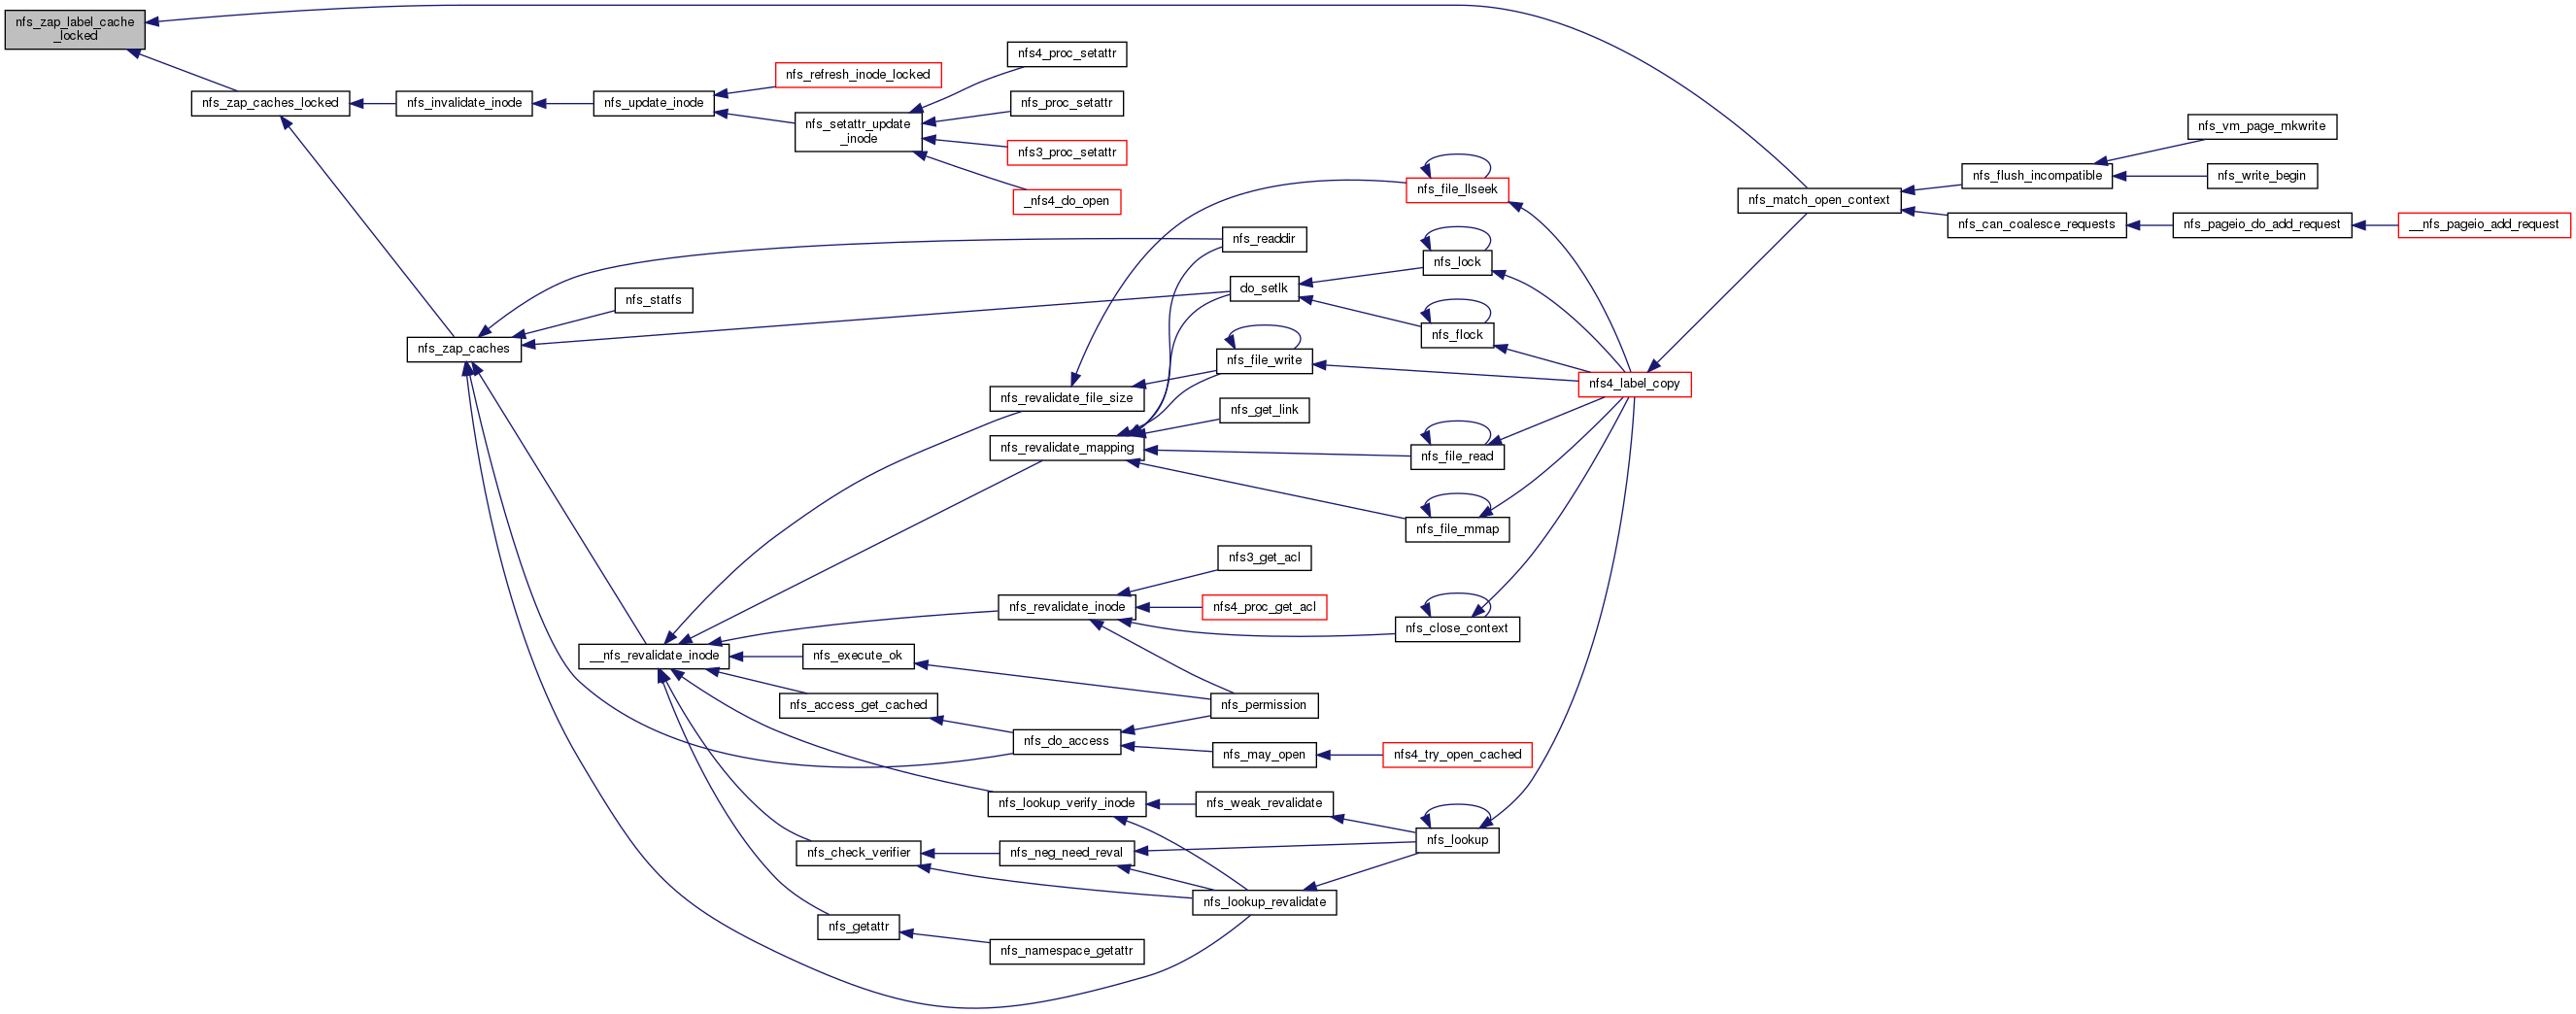 nfs_zap_label_cache
_locked
nfs_zap_caches_locked
nfs_invalidate_inode
nfs_update_inode
nfs_refresh_inode_locked
nfs_setattr_update
_inode
nfs4_proc_setattr
nfs_proc_setattr
nfs3_proc_setattr
_nfs4_do_open
nfs_zap_caches
nfs_statfs
nfs_readdir
do_setlk
nfs_file_llseek
nfs_lock
nfs_flock
nfs_file_write
nfs_get_link
nfs_revalidate_file_size
nfs_revalidate_mapping
nfs_file_read
nfs_file_mmap
nfs4_label_copy
nfs_match_open_context
nfs_flush_incompatible
nfs_can_coalesce_requests
nfs_vm_page_mkwrite
nfs_write_begin
nfs_pageio_do_add_request
__nfs_pageio_add_request
__nfs_revalidate_inode
nfs_revalidate_inode
nfs3_get_acl
nfs4_proc_get_acl
nfs_close_context
nfs_execute_ok
nfs_access_get_cached
nfs_do_access
nfs_permission
nfs_may_open
nfs4_try_open_cached
nfs_lookup_verify_inode
nfs_weak_revalidate
nfs_lookup
nfs_check_verifier
nfs_neg_need_reval
nfs_lookup_revalidate
nfs_getattr
nfs_namespace_getattr